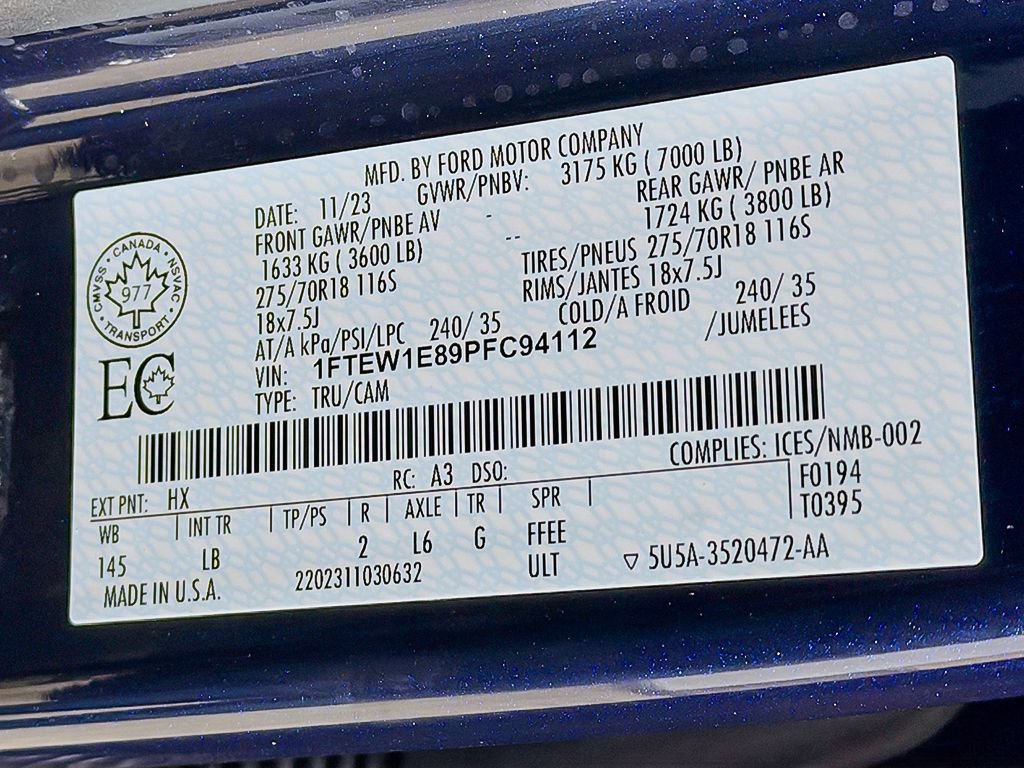 MFD. BY FORD MOTOR COMPANY
DATE: 11/23 GVWR/PNBV: 3175 KG ( 7000 LB)
FRONT GAWR/PNBE AV - REAR GAWR/ PNBE AR
1633 KG ( 3600 LB) -- 1724 KG ( 3800 LB)
275/70R18 116S TIRES/PNEUS 275/70R18 116S
18x7.5J RIMS/JANTES 18x7.5J
AT/A kPa/PSI/LPC 240/ 35 COLD/A FROID 240/ 35
VIN: 1FTEW1E89PFC94112 /JUMELEES
TYPE: TRU/CAM
CANADA • NSVAC • TRANSPORT • CMVSS •
977
EC
COMPLIES: ICES/NMB-002
EXT PNT: HX RC: A3 DSO: F0194
WB | INT TR | TP/PS | R | AXLE | TR | SPR | T0395
145 LB 2 L6 G FFEE
MADE IN U.S.A. 2202311030632 ULT ▽ 5U5A-3520472-AA